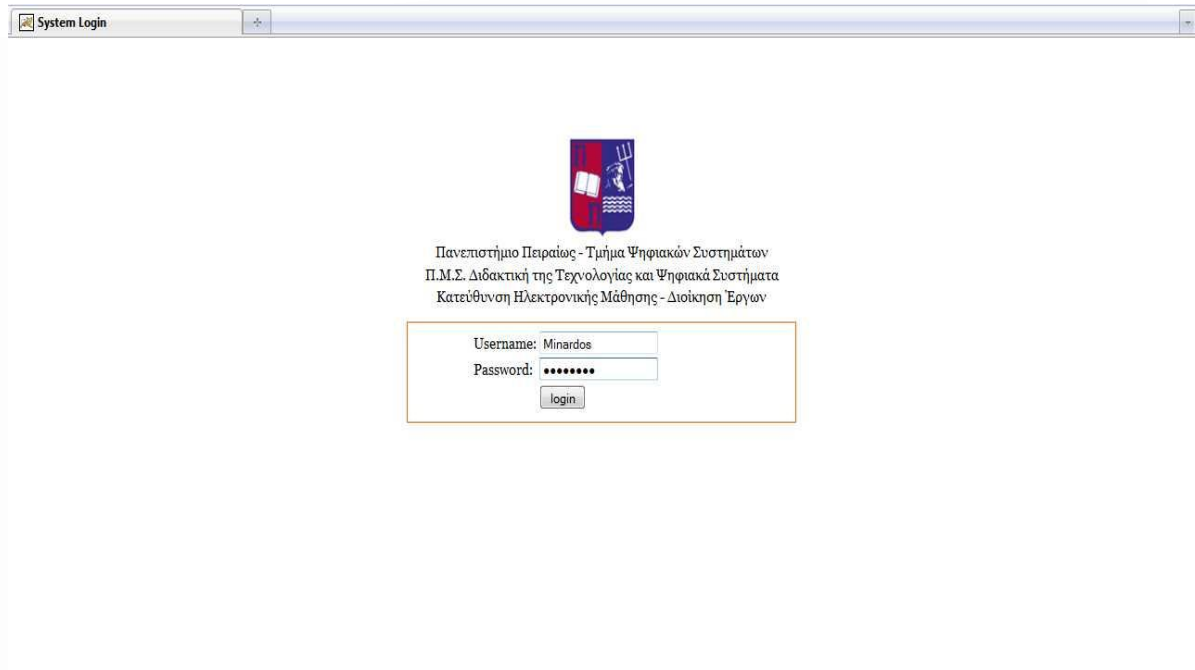 System Login
Πανεπιστήμιο Πειραίως - Τμήμα Ψηφιακών Συστημάτων
Π.Μ.Σ. Διδακτική της Τεχνολογίας και Ψηφιακά Συστήματα
Κατεύθυνση Ηλεκτρονικής Μάθησης - Διοίκηση Έργων
Username: Minardos
Password: ••••••••
login